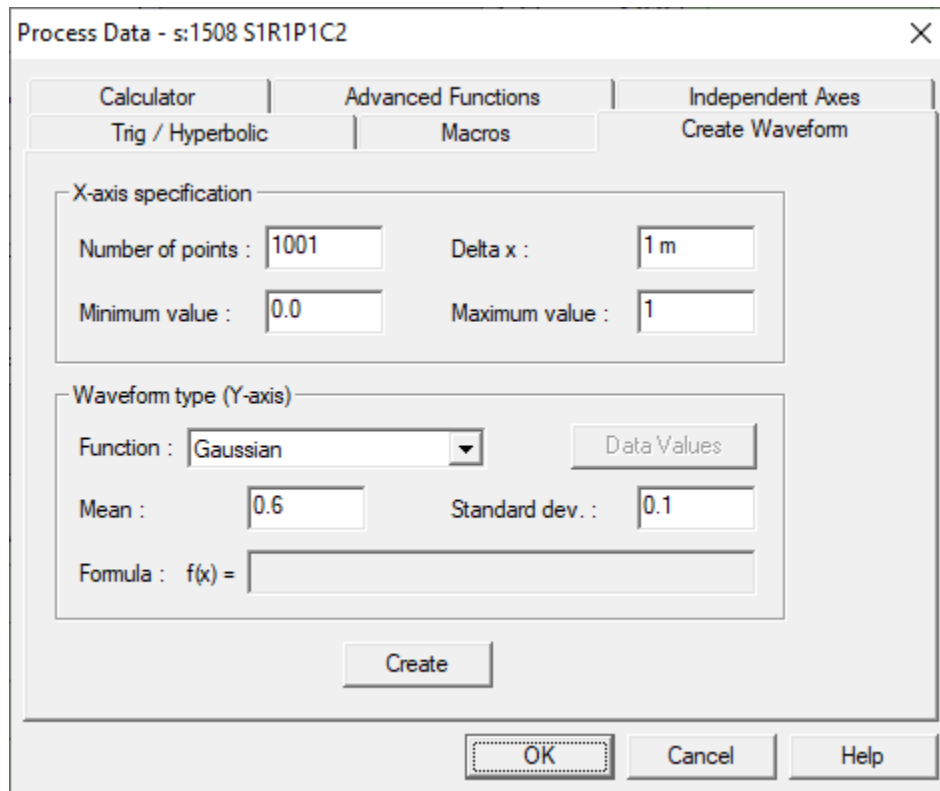 Process Data - s:1508 S1R1P1C2
Calculator Advanced Functions Independent Axes
Trig / Hyperbolic Macros Create Waveform
X-axis specification
Number of points : 1001 Delta x : 1 m
Minimum value : 0.0 Maximum value : 1
Waveform type (Y-axis)
Function : Gaussian Data Values
Mean : 0.6 Standard dev. : 0.1
Formula : f(x) =
Create
OK Cancel Help